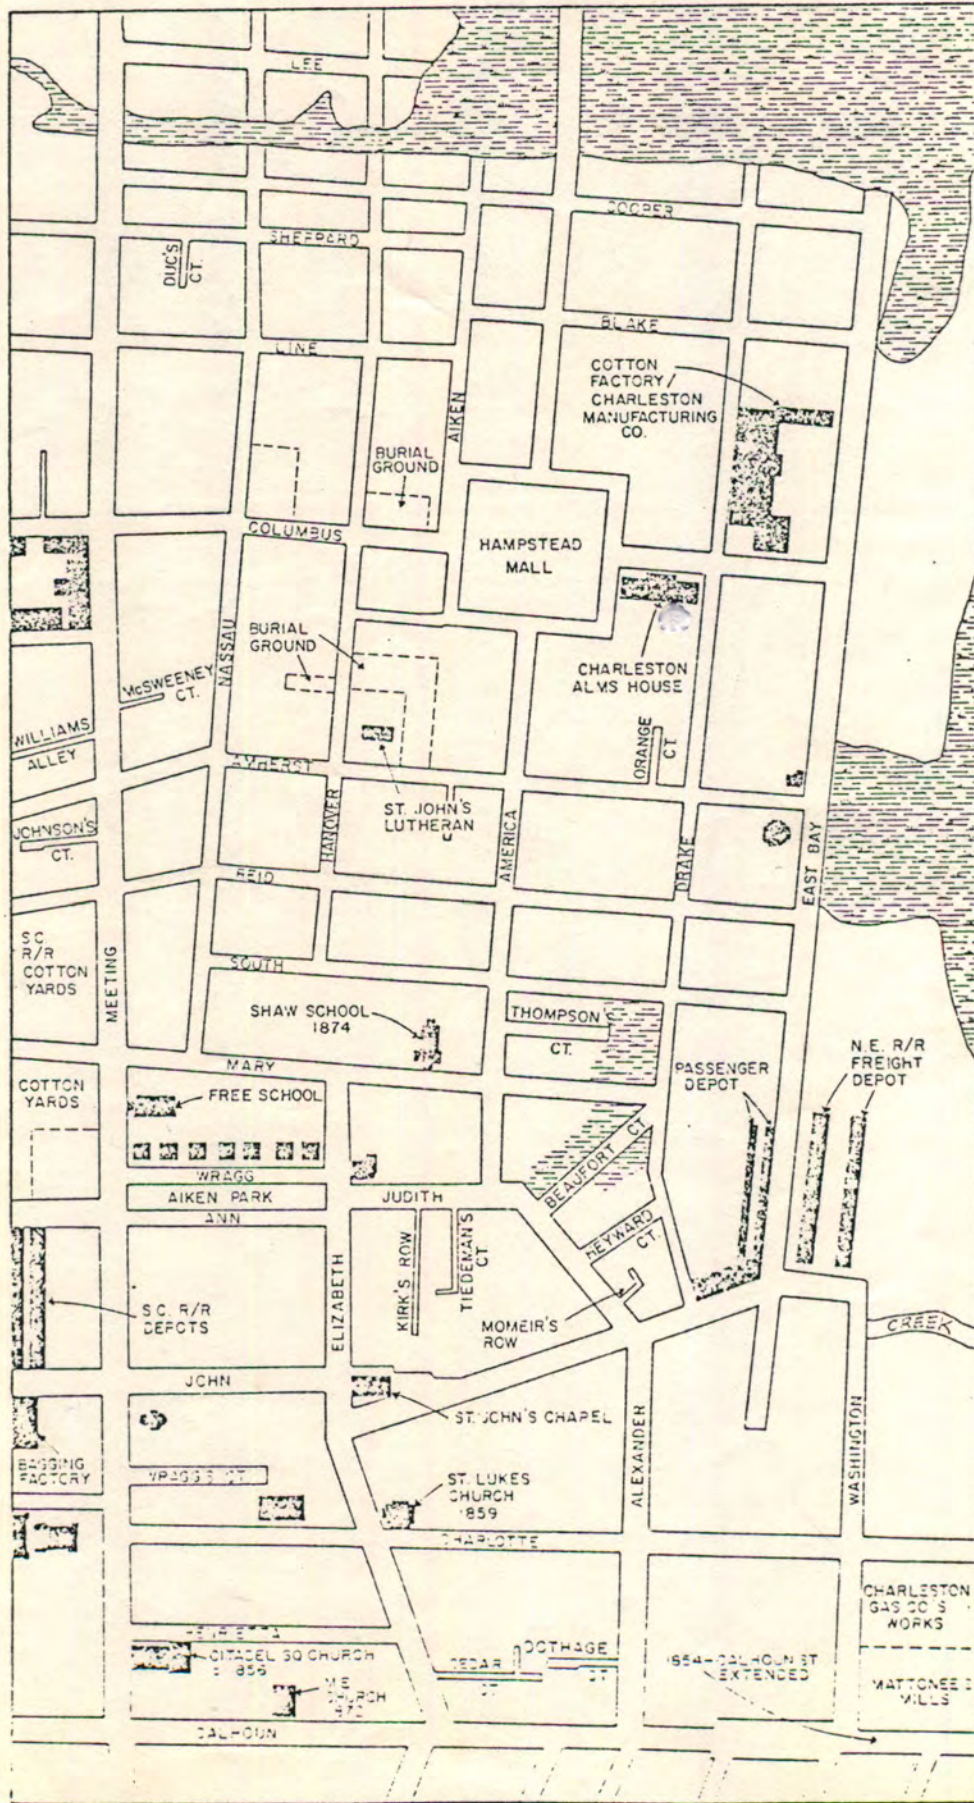 LEE
COOPER
SHEPPARD
DUC'S
CT.
BLAKE
LINE
COTTON
FACTORY/
CHARLESTON
MANUFACTURING
CO.
AIKEN
BURIAL
GROUND
COLUMBUS
HAMPSTEAD
MALL
NASSAU
BURIAL
GROUND
CHARLESTON
ALMS HOUSE
McSWEENEY
CT.
WILLIAMS
ALLEY
ORANGE
CT.
AMHERST
HANOVER
ST. JOHN'S
LUTHERAN
JOHNSON'S
CT.
AMERICA
DRAKE
EAST BAY
REID
S.C.
R/R
COTTON
YARDS
MEETING
SOUTH
SHAW SCHOOL
1874
THOMPSON
CT.
MARY
PASSENGER
DEPOT
N.E. R/R
FREIGHT
DEPOT
COTTON
YARDS
FREE SCHOOL
BEAUFORT CT
WRAGG
AIKEN PARK
JUDITH
ANN
HEYWARD
CT.
ELIZABETH
KIRK'S ROW
TIEDEMAN'S
CT
S.C. R/R
DEPOTS
MOMEIR'S
ROW
CREEK
JOHN
ST. JOHN'S CHAPEL
ALEXANDER
WASHINGTON
BAGGING
FACTORY
WRAGG'S CT.
ST. LUKES
CHURCH
1859
CHARLOTTE
CHARLESTON
GAS CO'S
WORKS
HENRIETTA
CITADEL SQ CHURCH
856
M.E.
CHURCH
CEDAR
CT
DOTHAGE
CT
CALHOUN ST
EXTENDED
MILLS
CALHOUN